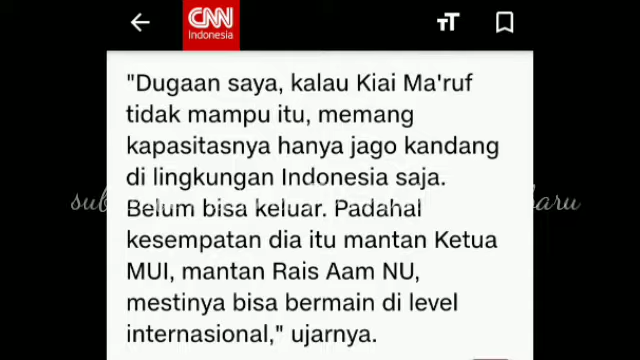 CNN
Indonesia
TT
"Dugaan saya, kalau Kiai Ma'ruf
tidak mampu itu, memang
kapasitasnya hanya jago kandang
di lingkungan Indonesia saja.
Belum bisa keluar. Padahal
kesempatan dia itu mantan Ketua
MUI, mantan Rais Aam NU,
mestinya bisa bermain di level
internasional," ujarnya.